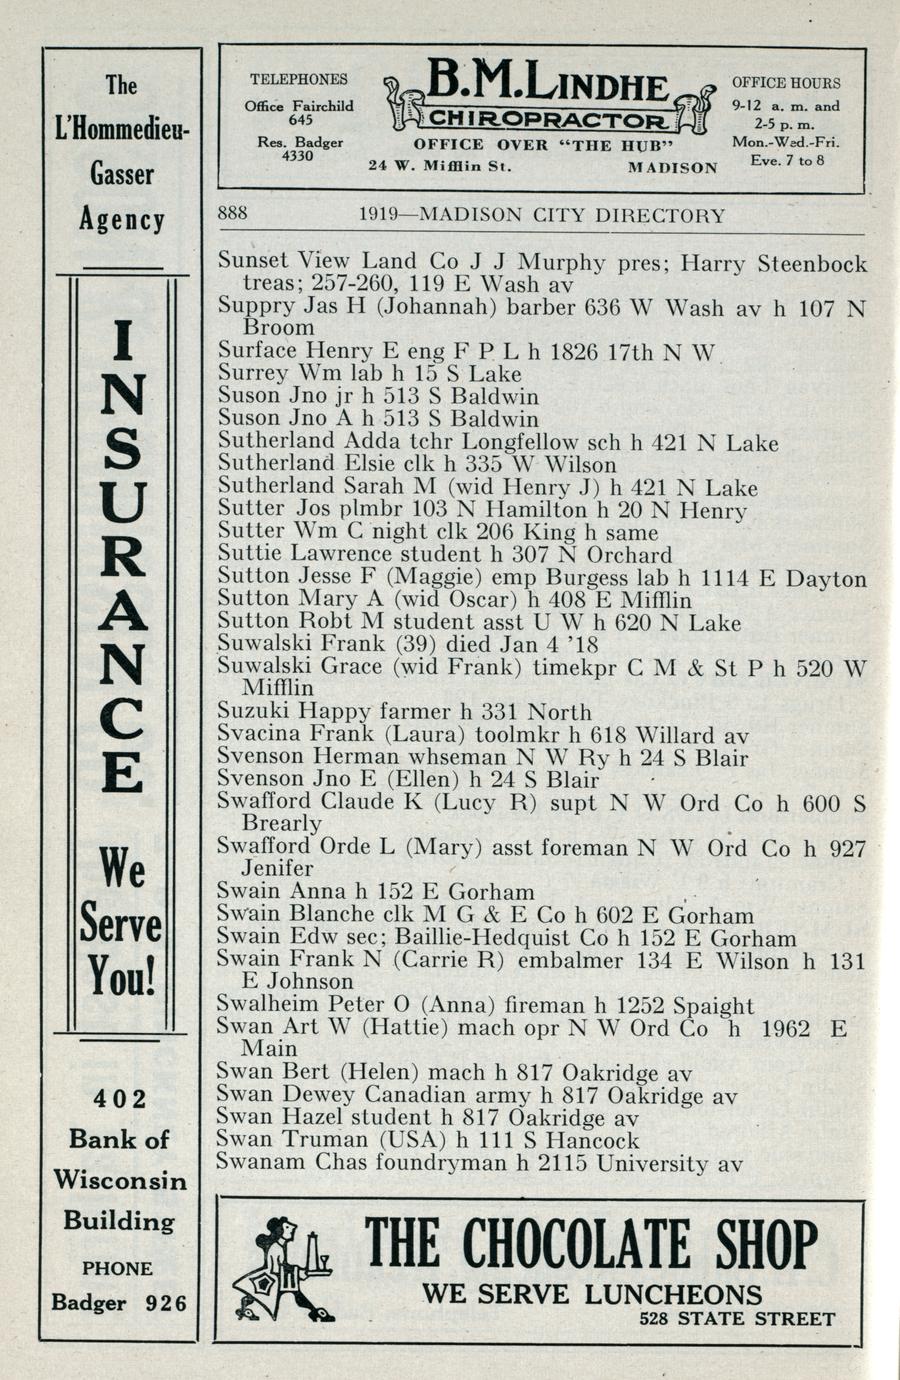 The
L'Hommedieu-
Gasser
Agency
INSURANCE
We
Serve
You!
402
Bank of
Wisconsin
Building
PHONE
Badger 926
TELEPHONES
Office Fairchild
645
Res. Badger
4330
B.M.LINDHE
CHIROPRACTOR
OFFICE OVER "THE HUB"
24 W. Mifflin St. MADISON
OFFICE HOURS
9-12 a. m. and
2-5 p. m.
Mon.-Wed.-Fri.
Eve. 7 to 8
888 1919—MADISON CITY DIRECTORY
Sunset View Land Co J J Murphy pres; Harry Steenbock
treas; 257-260, 119 E Wash av
Suppry Jas H (Johannah) barber 636 W Wash av h 107 N
Broom
Surface Henry E eng F P L h 1826 17th N W
Surrey Wm lab h 15 S Lake
Suson Jno jr h 513 S Baldwin
Suson Jno A h 513 S Baldwin
Sutherland Adda tchr Longfellow sch h 421 N Lake
Sutherland Elsie clk h 335 W Wilson
Sutherland Sarah M (wid Henry J) h 421 N Lake
Sutter Jos plmbr 103 N Hamilton h 20 N Henry
Sutter Wm C night clk 206 King h same
Suttie Lawrence student h 307 N Orchard
Sutton Jesse F (Maggie) emp Burgess lab h 1114 E Dayton
Sutton Mary A (wid Oscar) h 408 E Mifflin
Sutton Robt M student asst U W h 620 N Lake
Suwalski Frank (39) died Jan 4 '18
Suwalski Grace (wid Frank) timekpr C M & St P h 520 W
Mifflin
Suzuki Happy farmer h 331 North
Svacina Frank (Laura) toolmkr h 618 Willard av
Svenson Herman whseman N W Ry h 24 S Blair
Svenson Jno E (Ellen) h 24 S Blair
Swafford Claude K (Lucy R) supt N W Ord Co h 600 S
Brearly
Swafford Orde L (Mary) asst foreman N W Ord Co h 927
Jenifer
Swain Anna h 152 E Gorham
Swain Blanche clk M G & E Co h 602 E Gorham
Swain Edw sec; Baillie-Hedquist Co h 152 E Gorham
Swain Frank N (Carrie R) embalmer 134 E Wilson h 131
E Johnson
Swalheim Peter O (Anna) fireman h 1252 Spaight
Swan Art W (Hattie) mach opr N W Ord Co h 1962 E
Main
Swan Bert (Helen) mach h 817 Oakridge av
Swan Dewey Canadian army h 817 Oakridge av
Swan Hazel student h 817 Oakridge av
Swan Truman (USA) h 111 S Hancock
Swanam Chas foundryman h 2115 University av
THE CHOCOLATE SHOP
WE SERVE LUNCHEONS
528 STATE STREET